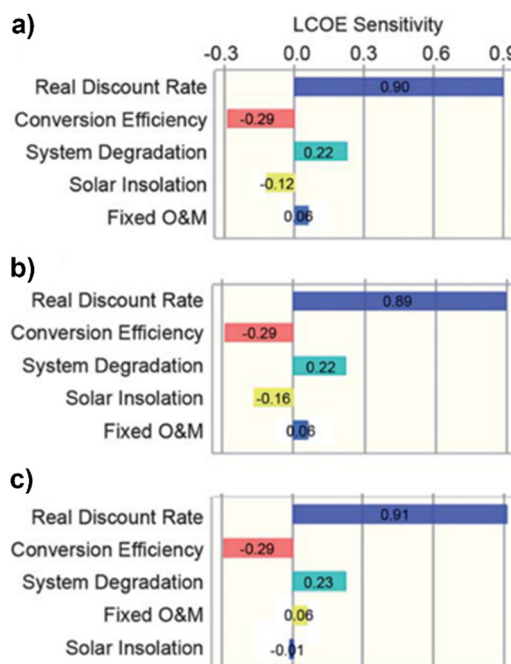 a)
LCOE Sensitivity
-0.3 0.0 0.3 0.6 0.9
Real Discount Rate 0.90
Conversion Efficiency -0.29
System Degradation 0.22
Solar Insolation -0.12
Fixed O&M 0.06
b)
Real Discount Rate 0.89
Conversion Efficiency -0.29
System Degradation 0.22
Solar Insolation -0.16
Fixed O&M 0.06
c)
Real Discount Rate 0.91
Conversion Efficiency -0.29
System Degradation 0.23
Fixed O&M 0.06
Solar Insolation -0.01